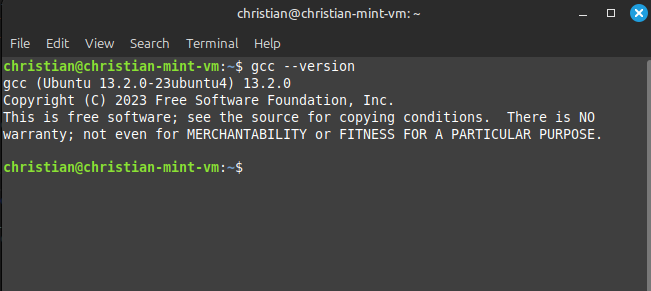 christian@christian-mint-vm: ~
File Edit View Search Terminal Help
christian@christian-mint-vm:~$ gcc --version
gcc (Ubuntu 13.2.0-23ubuntu4) 13.2.0
Copyright (C) 2023 Free Software Foundation, Inc.
This is free software; see the source for copying conditions.  There is NO
warranty; not even for MERCHANTABILITY or FITNESS FOR A PARTICULAR PURPOSE.
christian@christian-mint-vm:~$